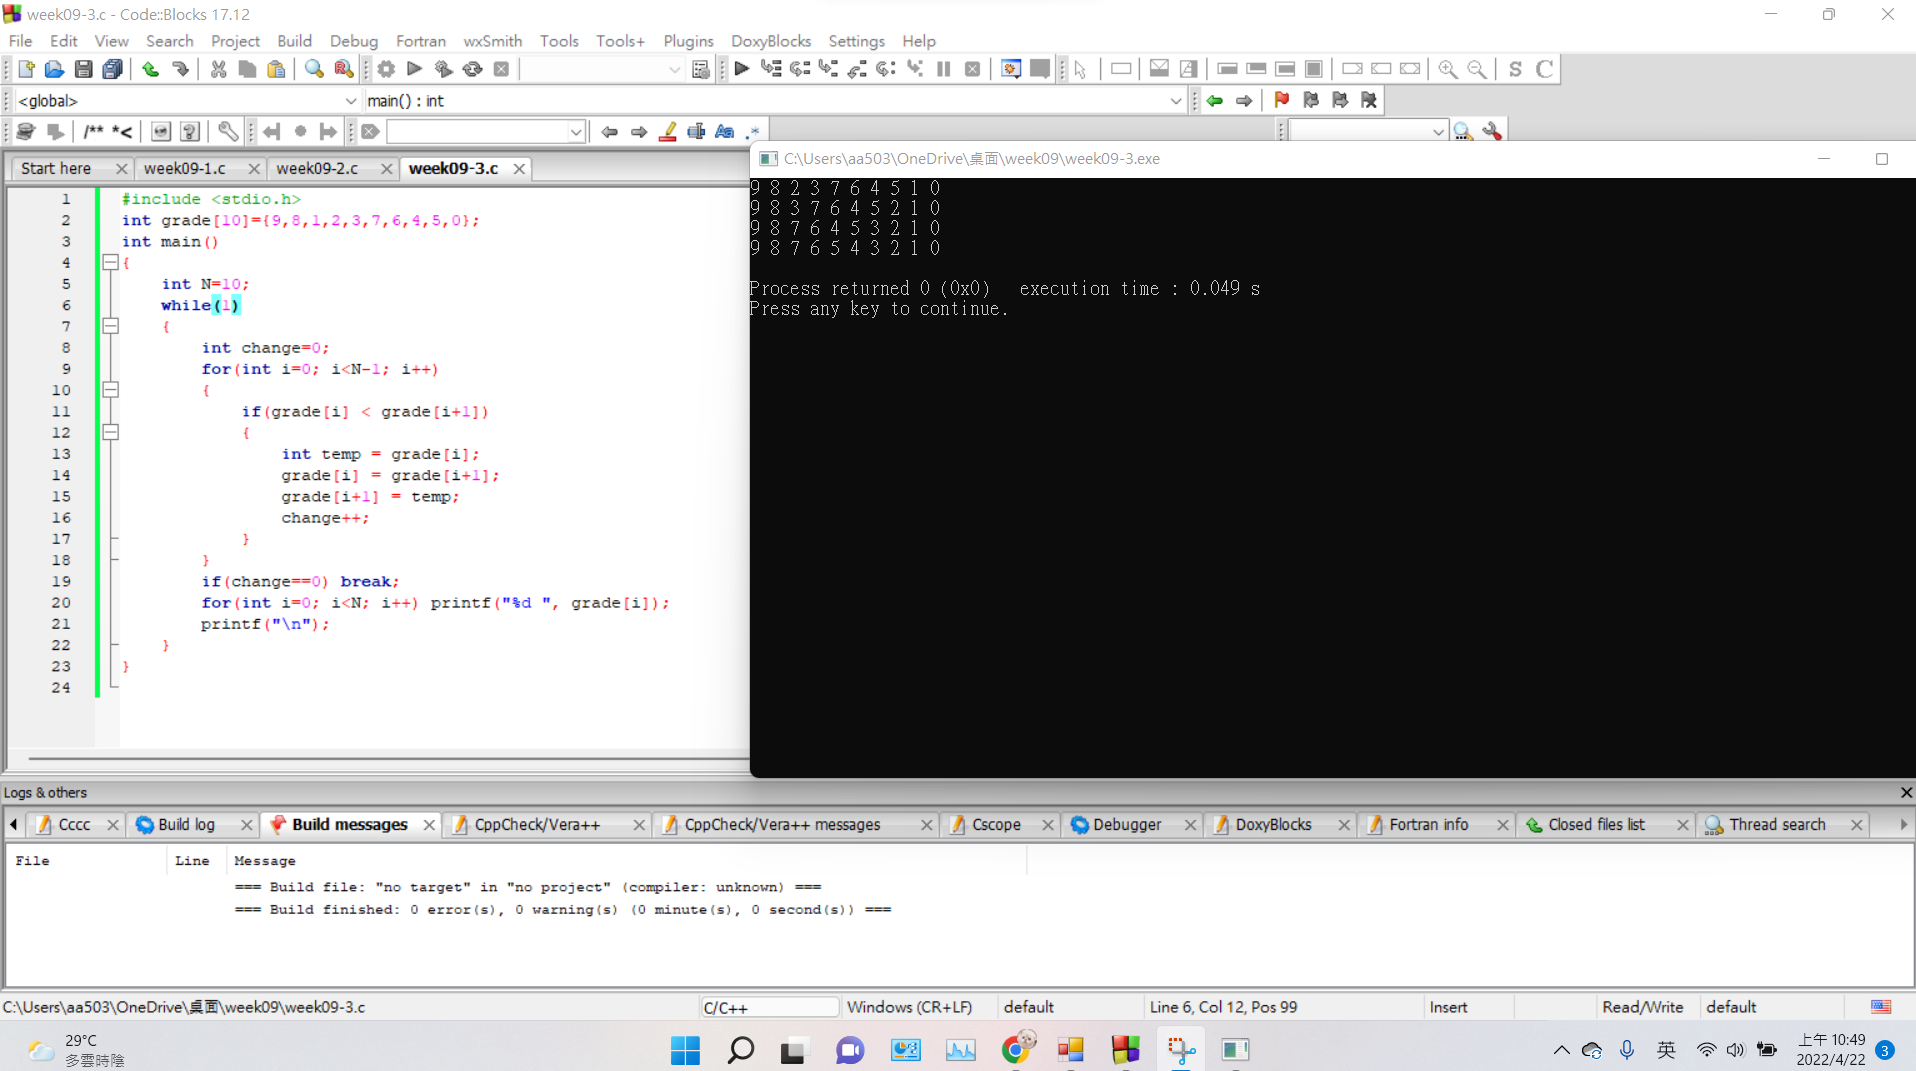 week09-3.c - Code::Blocks 17.12
File Edit View Search Project Build Debug Fortran wxSmith Tools Tools+ Plugins DoxyBlocks Settings Help
<global> main() : int
/** *<
Start here week09-1.c week09-2.c week09-3.c
1 #include <stdio.h>
2 int grade[10]={9,8,1,2,3,7,6,4,5,0};
3 int main()
4 {
5 int N=10;
6 while(1)
7 {
8 int change=0;
9 for(int i=0; i<N-1; i++)
10 {
11 if(grade[i] < grade[i+1])
12 {
13 int temp = grade[i];
14 grade[i] = grade[i+1];
15 grade[i+1] = temp;
16 change++;
17 }
18 }
19 if(change==0) break;
20 for(int i=0; i<N; i++) printf("%d ", grade[i]);
21 printf("\n");
22 }
23 }
24
C:\Users\aa503\OneDrive\桌面\week09\week09-3.exe
9 8 2 3 7 6 4 5 1 0
9 8 3 7 6 4 5 2 1 0
9 8 7 6 4 5 3 2 1 0
9 8 7 6 5 4 3 2 1 0
Process returned 0 (0x0) execution time : 0.049 s
Press any key to continue.
Logs & others
Cccc Build log Build messages CppCheck/Vera++ CppCheck/Vera++ messages Cscope Debugger DoxyBlocks Fortran info Closed files list Thread search
File Line Message
=== Build file: "no target" in "no project" (compiler: unknown) ===
=== Build finished: 0 error(s), 0 warning(s) (0 minute(s), 0 second(s)) ===
C:\Users\aa503\OneDrive\桌面\week09\week09-3.c C/C++ Windows (CR+LF) default Line 6, Col 12, Pos 99 Insert Read/Write default
29°C
多雲時陰
英
上午 10:49
2022/4/22
3